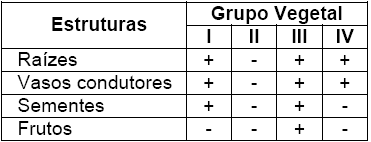 Estruturas Grupo Vegetal
I II III IV
Raízes + - + +
Vasos condutores + - + +
Sementes + - + -
Frutos - - + -